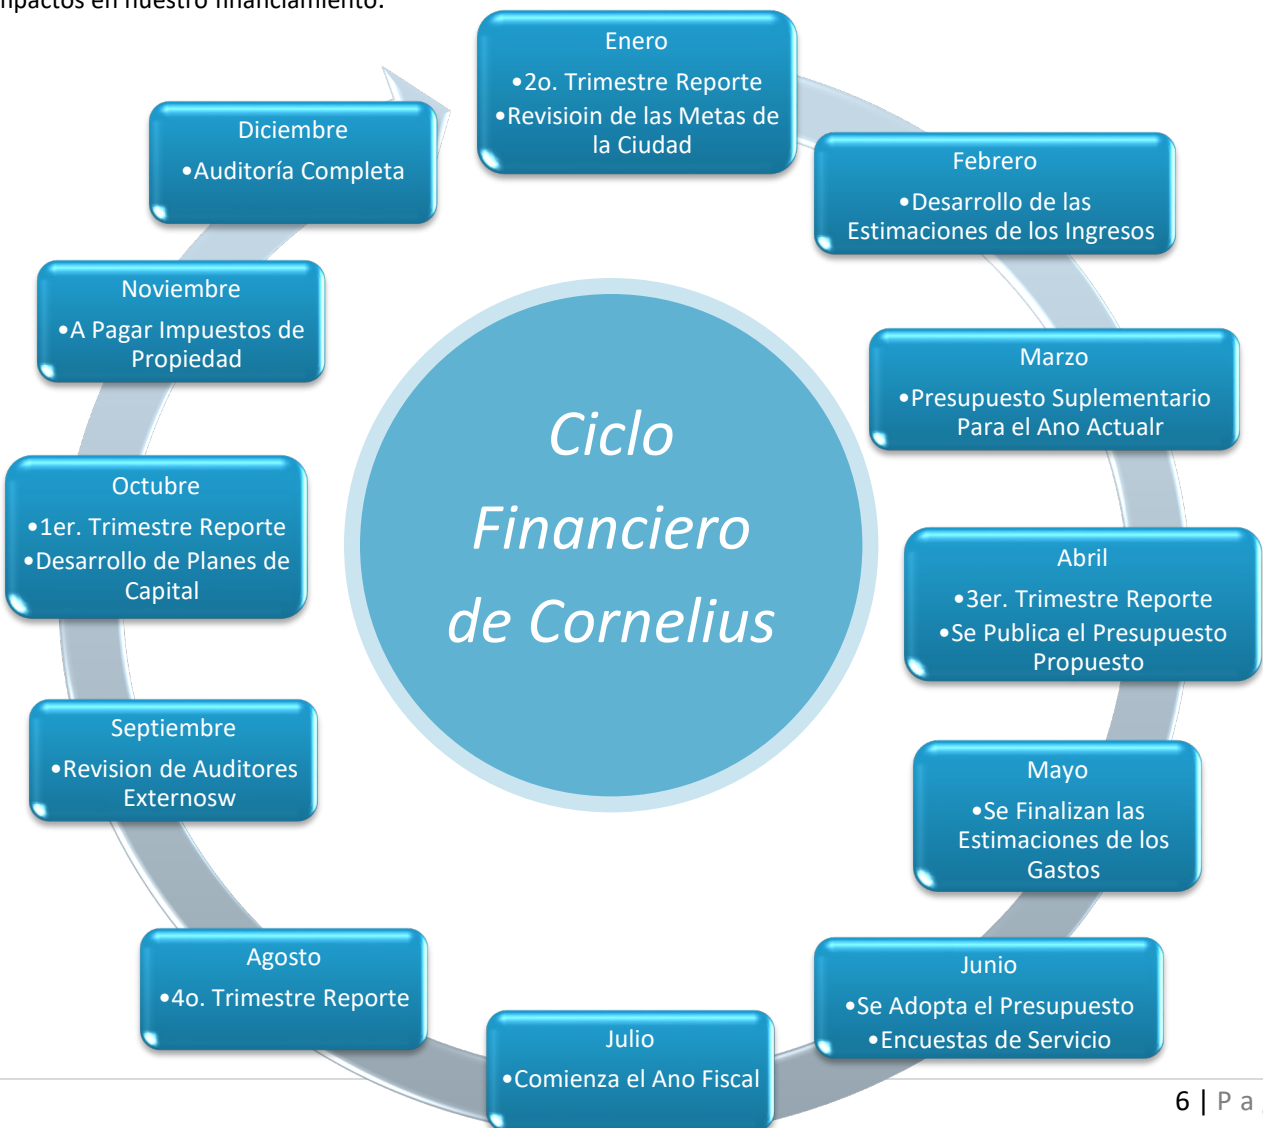 en nuestro financiamiento.
Enero
•2o. Trimestre Reporte
•Revisioin de las Metas de
la Ciudad
Febrero
•Desarrollo de las
Estimaciones de los Ingresos
Marzo
•Presupuesto Suplementario
Para el Ano Actualr
Abril
•3er. Trimestre Reporte
•Se Publica el Presupuesto
Propuesto
Mayo
•Se Finalizan las
Estimaciones de los
Gastos
Junio
•Se Adopta el Presupuesto
•Encuestas de Servicio
Julio
•Comienza el Ano Fiscal
Agosto
•4o. Trimestre Reporte
Septiembre
•Revision de Auditores
Externosw
Octubre
•1er. Trimestre Reporte
•Desarrollo de Planes de
Capital
Noviembre
•A Pagar Impuestos de
Propiedad
Diciembre
•Auditoría Completa
Ciclo
Financiero
de Cornelius
6 | P a